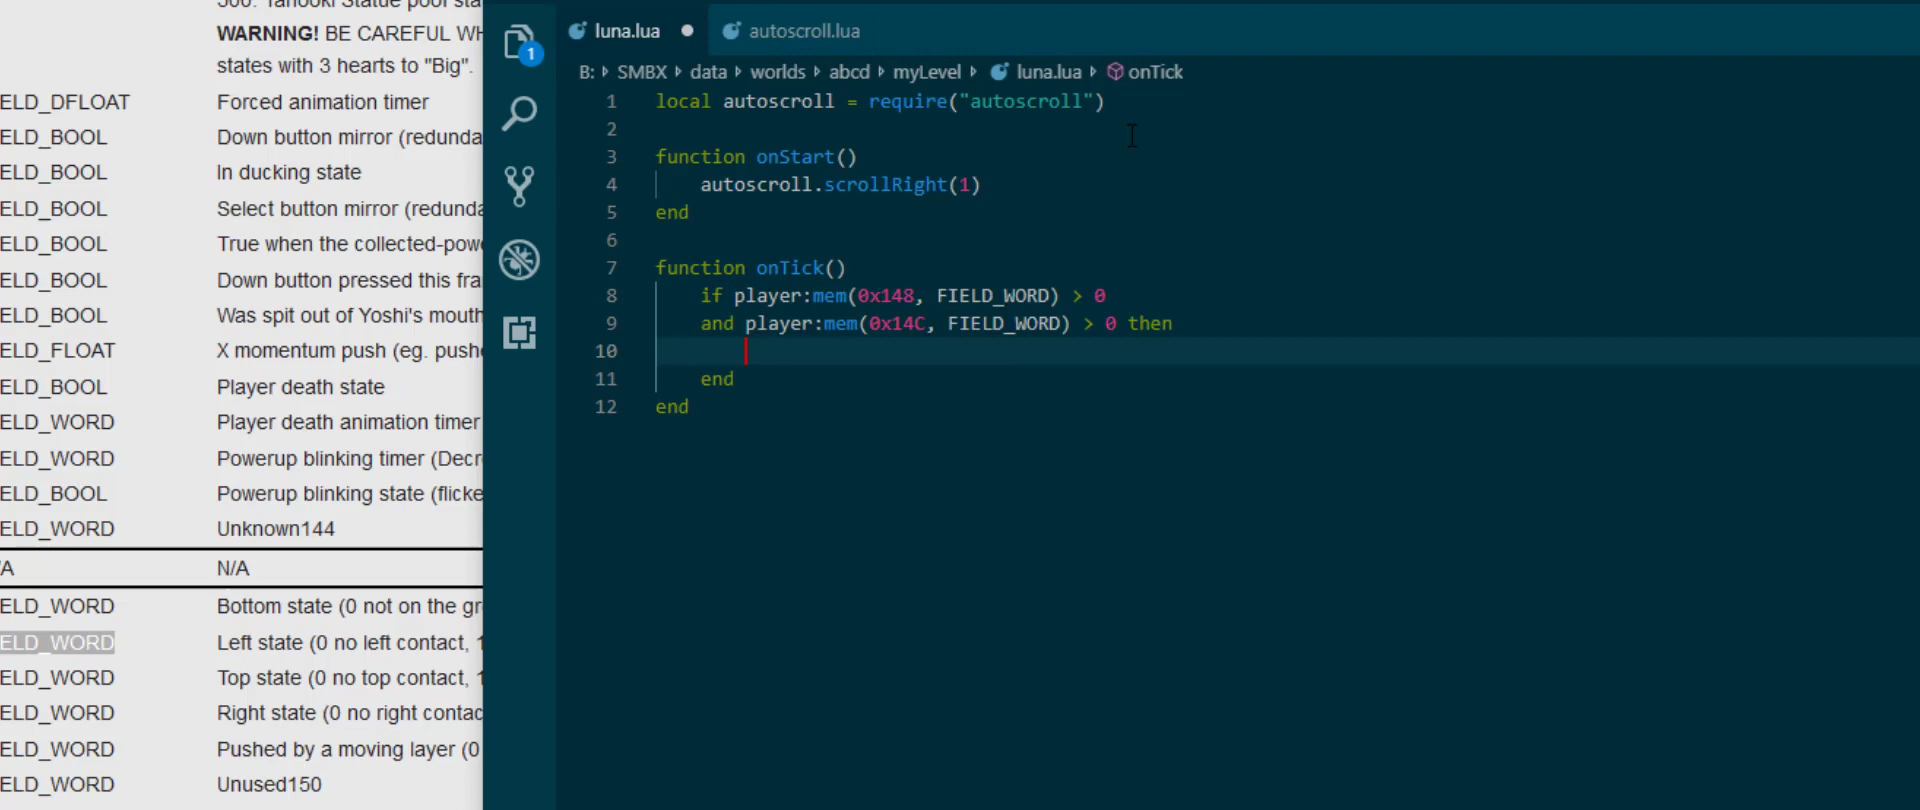 300: Tanooki Statue pool sta
WARNING! BE CAREFUL WH
states with 3 hearts to "Big".
ELD_DFLOAT Forced animation timer
ELD_BOOL Down button mirror (redunda
ELD_BOOL In ducking state
ELD_BOOL Select button mirror (redunda
ELD_BOOL True when the collected-pow
ELD_BOOL Down button pressed this fra
ELD_BOOL Was spit out of Yoshi's mouth
ELD_FLOAT X momentum push (eg. push
ELD_BOOL Player death state
ELD_WORD Player death animation timer
ELD_WORD Powerup blinking timer (Decr
ELD_BOOL Powerup blinking state (flicke
ELD_WORD Unknown144
/A N/A
ELD_WORD Bottom state (0 not on the gr
ELD_WORD Left state (0 no left contact, 1
ELD_WORD Top state (0 no top contact, 1
ELD_WORD Right state (0 no right contac
ELD_WORD Pushed by a moving layer (0
ELD_WORD Unused150
1
luna.lua autoscroll.lua
B: SMBX data worlds abcd myLevel luna.lua onTick
1 local autoscroll = require("autoscroll")
2
3 function onStart()
4 autoscroll.scrollRight(1)
5 end
6
7 function onTick()
8 if player:mem(0x148, FIELD_WORD) > 0
9 and player:mem(0x14C, FIELD_WORD) > 0 then
10
11 end
12 end